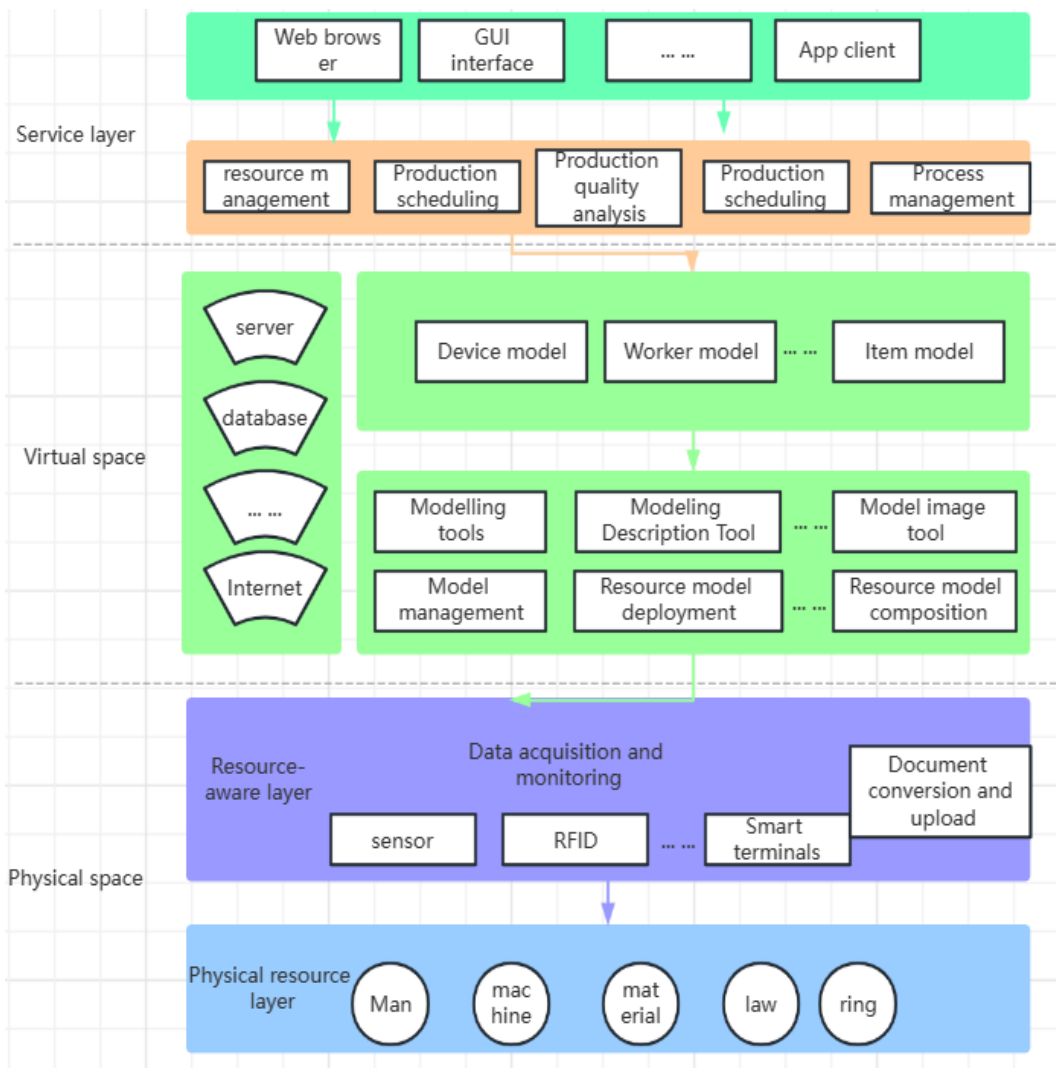 Web brows
er
GUI
interface
... ...
App client
Service layer
resource m
anagement
Production
scheduling
Production
quality
analysis
Production
scheduling
Process
management
server
database
... ...
Internet
Virtual space
Device model
Worker model
... ...
Item model
Modelling
tools
Modeling
Description Tool
... ...
Model image
tool
Model
management
Resource model
deployment
... ...
Resource model
composition
Physical space
Resource-
aware layer
Data acquisition and
monitoring
Document
conversion and
upload
sensor
RFID
... ...
Smart
terminals
Physical resource
layer
Man
mac
hine
mat
erial
law
ring